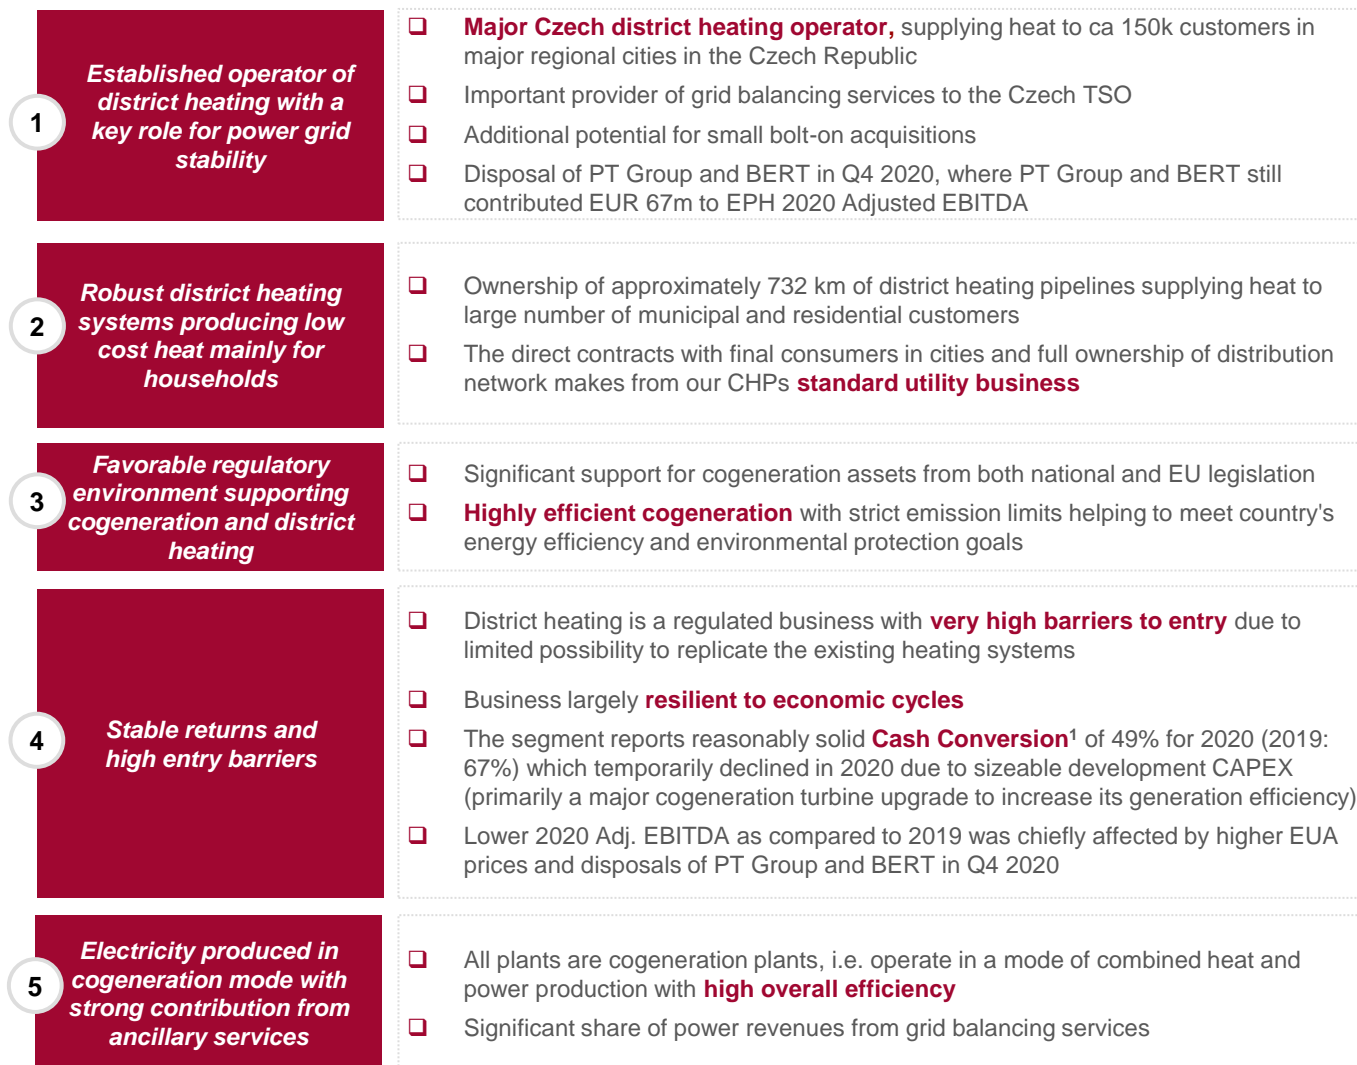 1
Established operator of
district heating with a
key role for power grid
stability
❑ Major Czech district heating operator, supplying heat to ca 150k customers in
major regional cities in the Czech Republic
❑ Important provider of grid balancing services to the Czech TSO
❑ Additional potential for small bolt-on acquisitions
❑ Disposal of PT Group and BERT in Q4 2020, where PT Group and BERT still
contributed EUR 67m to EPH 2020 Adjusted EBITDA
2
Robust district heating
systems producing low
cost heat mainly for
households
❑ Ownership of approximately 732 km of district heating pipelines supplying heat to
large number of municipal and residential customers
❑ The direct contracts with final consumers in cities and full ownership of distribution
network makes from our CHPs standard utility business
3
Favorable regulatory
environment supporting
cogeneration and district
heating
❑ Significant support for cogeneration assets from both national and EU legislation
❑ Highly efficient cogeneration with strict emission limits helping to meet country's
energy efficiency and environmental protection goals
4
Stable returns and
high entry barriers
❑ District heating is a regulated business with very high barriers to entry due to
limited possibility to replicate the existing heating systems
❑ Business largely resilient to economic cycles
❑ The segment reports reasonably solid Cash Conversion¹ of 49% for 2020 (2019:
67%) which temporarily declined in 2020 due to sizeable development CAPEX
(primarily a major cogeneration turbine upgrade to increase its generation efficiency)
❑ Lower 2020 Adj. EBITDA as compared to 2019 was chiefly affected by higher EUA
prices and disposals of PT Group and BERT in Q4 2020
5
Electricity produced in
cogeneration mode with
strong contribution from
ancillary services
❑ All plants are cogeneration plants, i.e. operate in a mode of combined heat and
power production with high overall efficiency
❑ Significant share of power revenues from grid balancing services